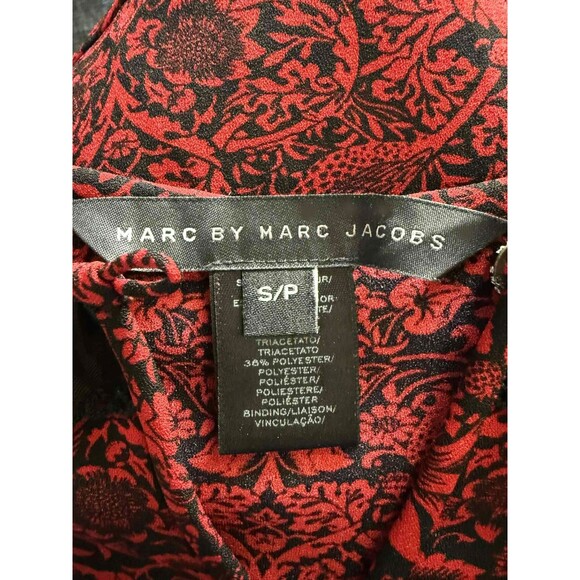 MARC BY MARC JACOBS
S/P
TRIACETATO/
TRIACETATO
38% POLYESTER/
POLYESTER/
POLIÉSTER/
POLIESTERE/
POLIÉSTER
BINDING/LIAISON/
VINCULAÇÃO/